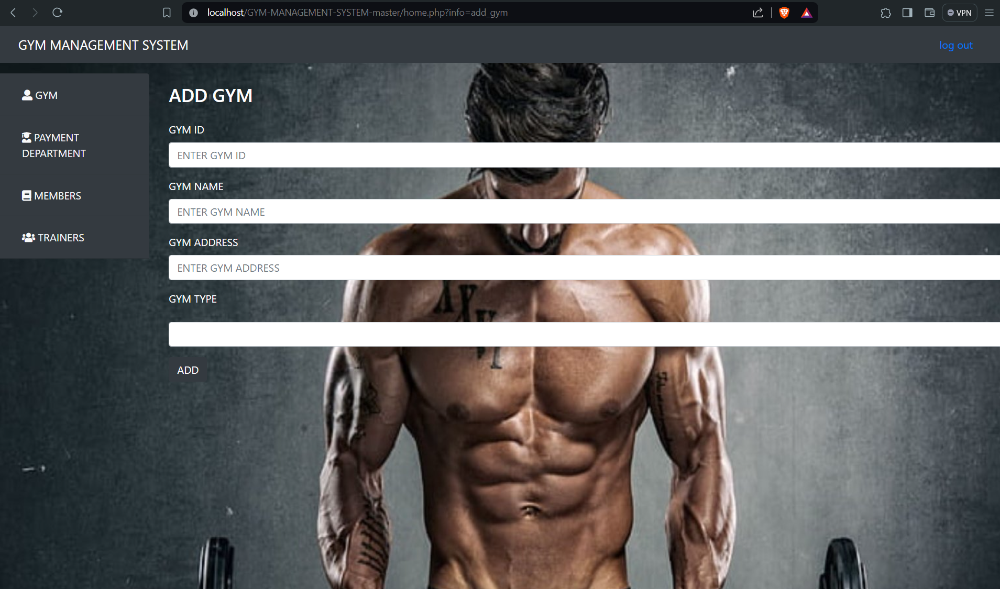 localhost/GYM-MANAGEMENT-SYSTEM-master/home.php?info=add_gym
VPN
GYM MANAGEMENT SYSTEM
log out
GYM
PAYMENT
DEPARTMENT
MEMBERS
TRAINERS
ADD GYM
GYM ID
ENTER GYM ID
GYM NAME
ENTER GYM NAME
GYM ADDRESS
ENTER GYM ADDRESS
GYM TYPE
ADD